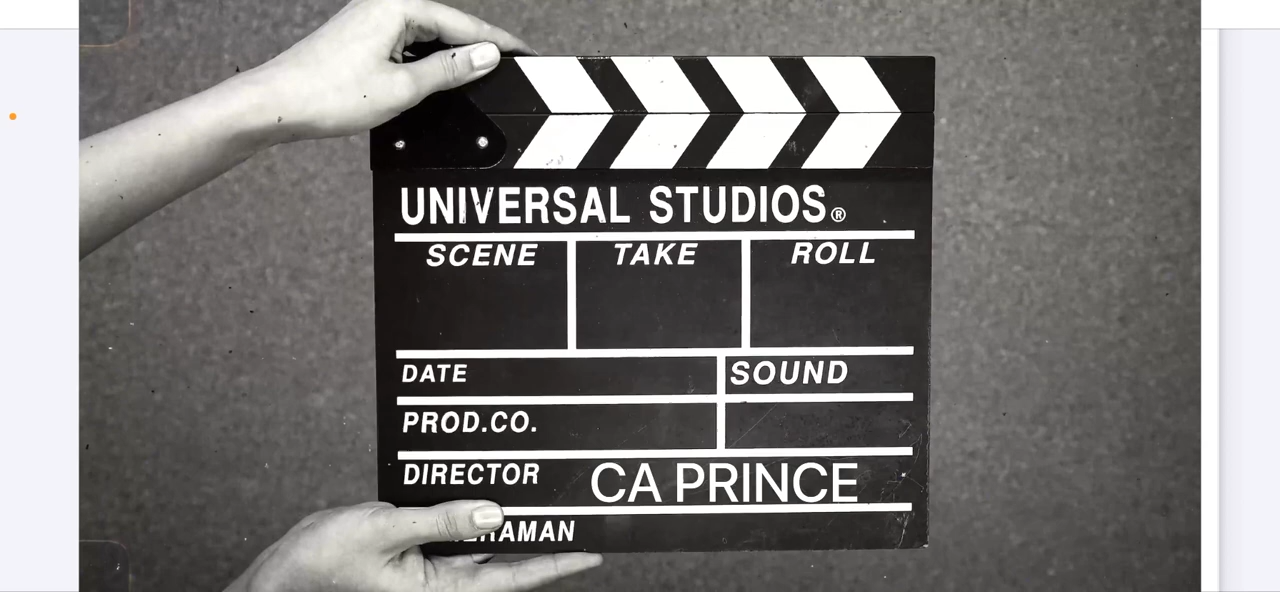 UNIVERSAL STUDIOS®
SCENE TAKE ROLL
DATE SOUND
PROD.CO.
DIRECTOR CA PRINCE